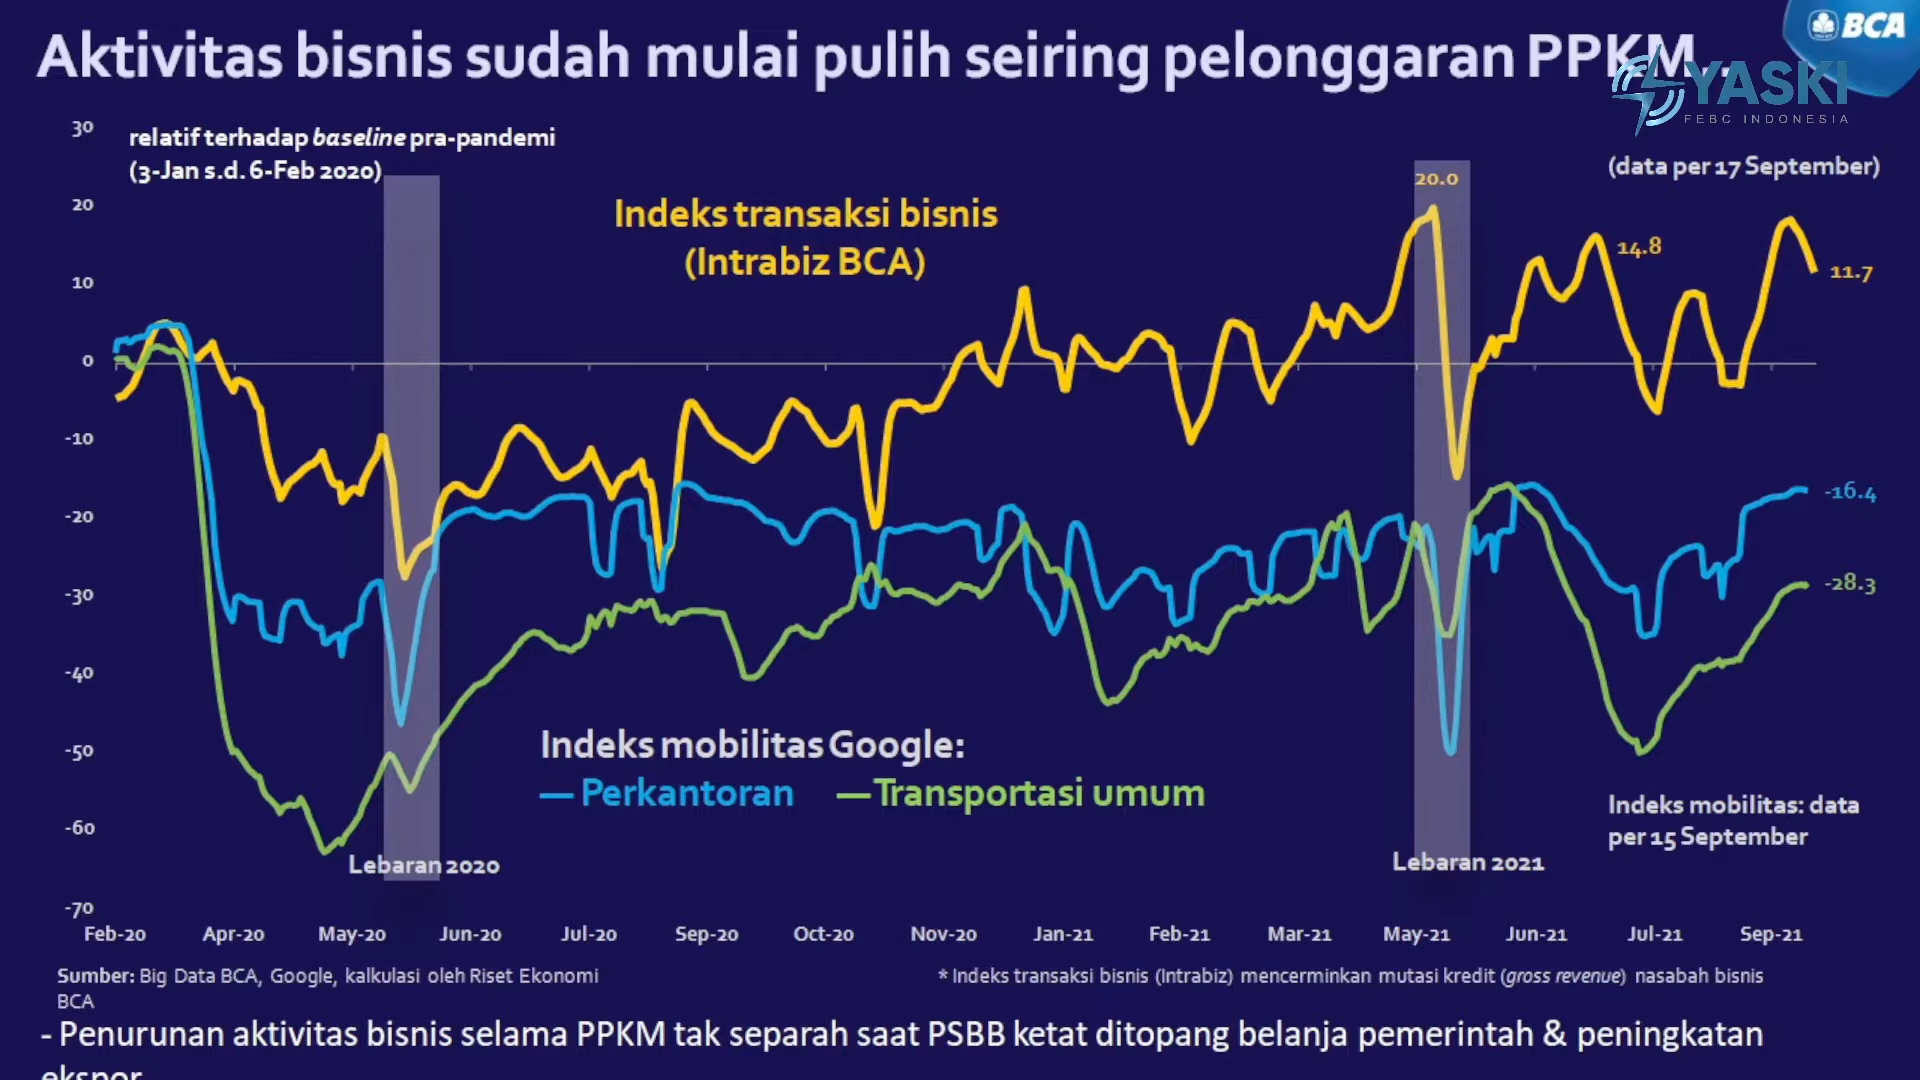 BCA
Aktivitas bisnis sudah mulai pulih seiring pelonggaran PPKM...
YASKI
FEBC INDONESIA
30
relatif terhadap baseline pra-pandemi
(3-Jan s.d. 6-Feb 2020)
(data per 17 September)
20.0
20
Indeks transaksi bisnis
(Intrabiz BCA)
14.8
11.7
10
0
-10
-20
-16.4
-30
-28.3
-40
-50
Indeks mobilitas Google:
Perkantoran
Transportasi umum
Indeks mobilitas: data
per 15 September
-60
Lebaran 2020
Lebaran 2021
-70
Feb-20 Apr-20 May-20 Jun-20 Jul-20 Sep-20 Oct-20 Nov-20 Jan-21 Feb-21 Mar-21 May-21 Jun-21 Jul-21 Sep-21
Sumber: Big Data BCA, Google, kalkulasi oleh Riset Ekonomi
BCA
* Indeks transaksi bisnis (Intrabiz) mencerminkan mutasi kredit (gross revenue) nasabah bisnis
- Penurunan aktivitas bisnis selama PPKM tak separah saat PSBB ketat ditopang belanja pemerintah & peningkatan
ekspor